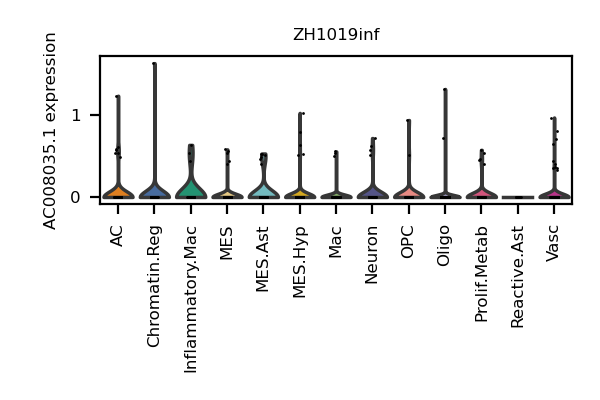 ZH1019inf
AC008035.1 expression
1
0
AC
Chromatin.Reg
Inflammatory.Mac
MES
MES.Ast
MES.Hyp
Mac
Neuron
OPC
Oligo
Prolif.Metab
Reactive.Ast
Vasc